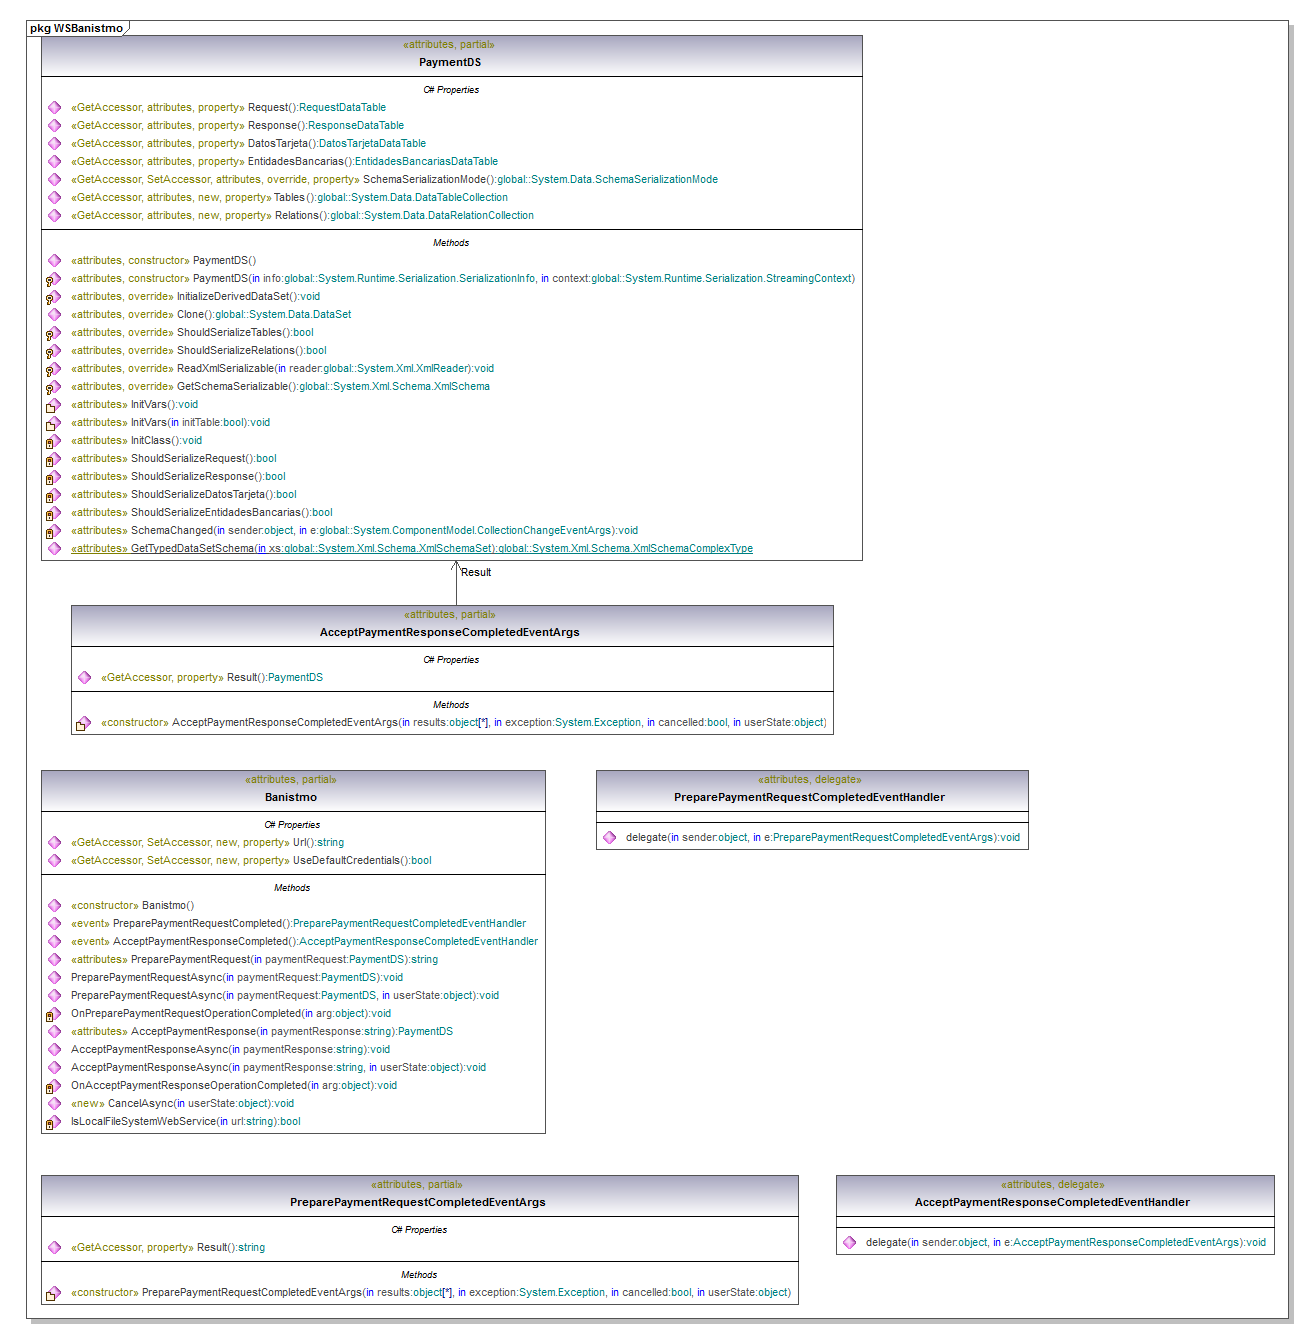 pkg WSBanistmo
«attributes, partial»
PaymentDS
C# Properties
«GetAccessor, attributes, property» Request():RequestDataTable
«GetAccessor, attributes, property» Response():ResponseDataTable
«GetAccessor, attributes, property» DatosTarjeta():DatosTarjetaDataTable
«GetAccessor, attributes, property» EntidadesBancarias():EntidadesBancariasDataTable
«GetAccessor, SetAccessor, attributes, override, property» SchemaSerializationMode():global::System.Data.SchemaSerializationMode
«GetAccessor, attributes, new, property» Tables():global::System.Data.DataTableCollection
«GetAccessor, attributes, new, property» Relations():global::System.Data.DataRelationCollection
Methods
«attributes, constructor» PaymentDS()
«attributes, constructor» PaymentDS(in info:global::System.Runtime.Serialization.SerializationInfo, in context:global::System.Runtime.Serialization.StreamingContext)
«attributes, override» InitializeDerivedDataSet():void
«attributes, override» Clone():global::System.Data.DataSet
«attributes, override» ShouldSerializeTables():bool
«attributes, override» ShouldSerializeRelations():bool
«attributes, override» ReadXmlSerializable(in reader:global::System.Xml.XmlReader):void
«attributes, override» GetSchemaSerializable():global::System.Xml.Schema.XmlSchema
«attributes» InitVars():void
«attributes» InitVars(in initTable:bool):void
«attributes» InitClass():void
«attributes» ShouldSerializeRequest():bool
«attributes» ShouldSerializeResponse():bool
«attributes» ShouldSerializeDatosTarjeta():bool
«attributes» ShouldSerializeEntidadesBancarias():bool
«attributes» SchemaChanged(in sender:object, in e:global::System.ComponentModel.CollectionChangeEventArgs):void
«attributes» GetTypedDataSetSchema(in xs:global::System.Xml.Schema.XmlSchemaSet):global::System.Xml.Schema.XmlSchemaComplexType
Result
«attributes, partial»
AcceptPaymentResponseCompletedEventArgs
C# Properties
«GetAccessor, property» Result():PaymentDS
Methods
«constructor» AcceptPaymentResponseCompletedEventArgs(in results:object[*], in exception:System.Exception, in cancelled:bool, in userState:object)
«attributes, partial»
Banistmo
C# Properties
«GetAccessor, SetAccessor, new, property» Url():string
«GetAccessor, SetAccessor, new, property» UseDefaultCredentials():bool
Methods
«constructor» Banistmo()
«event» PreparePaymentRequestCompleted():PreparePaymentRequestCompletedEventHandler
«event» AcceptPaymentResponseCompleted():AcceptPaymentResponseCompletedEventHandler
«attributes» PreparePaymentRequest(in paymentRequest:PaymentDS):string
PreparePaymentRequestAsync(in paymentRequest:PaymentDS):void
PreparePaymentRequestAsync(in paymentRequest:PaymentDS, in userState:object):void
OnPreparePaymentRequestOperationCompleted(in arg:object):void
«attributes» AcceptPaymentResponse(in paymentResponse:string):PaymentDS
AcceptPaymentResponseAsync(in paymentResponse:string):void
AcceptPaymentResponseAsync(in paymentResponse:string, in userState:object):void
OnAcceptPaymentResponseOperationCompleted(in arg:object):void
«new» CancelAsync(in userState:object):void
IsLocalFileSystemWebService(in url:string):bool
«attributes, delegate»
PreparePaymentRequestCompletedEventHandler
delegate(in sender:object, in e:PreparePaymentRequestCompletedEventArgs):void
«attributes, partial»
PreparePaymentRequestCompletedEventArgs
C# Properties
«GetAccessor, property» Result():string
Methods
«constructor» PreparePaymentRequestCompletedEventArgs(in results:object[*], in exception:System.Exception, in cancelled:bool, in userState:object)
«attributes, delegate»
AcceptPaymentResponseCompletedEventHandler
delegate(in sender:object, in e:AcceptPaymentResponseCompletedEventArgs):void